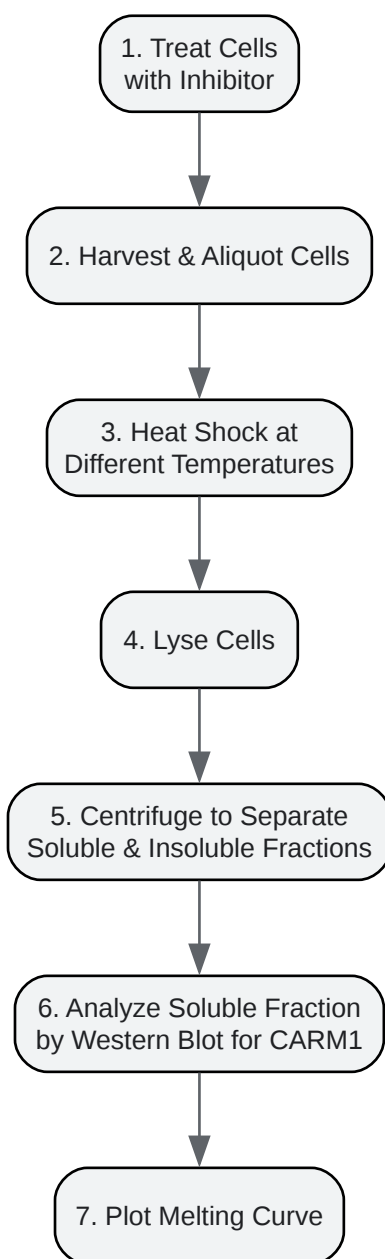 1. Treat Cells
with Inhibitor
2. Harvest & Aliquot Cells
3. Heat Shock at
Different Temperatures
4. Lyse Cells
5. Centrifuge to Separate
Soluble & Insoluble Fractions
6. Analyze Soluble Fraction
by Western Blot for CARM1
7. Plot Melting Curve